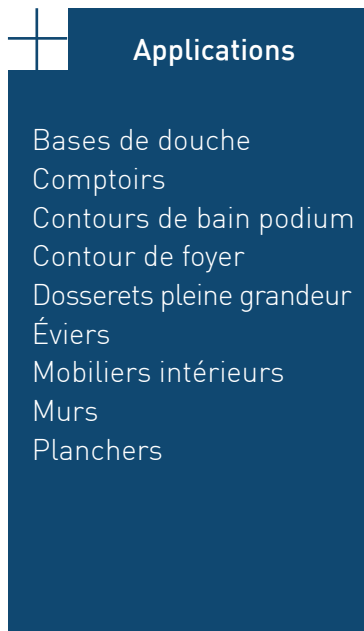 Applications
Bases de douche
Comptoirs
Contours de bain podium
Contour de foyer
Dosserets pleine grandeur
Éviers
Mobiliers intérieurs
Murs
Planchers